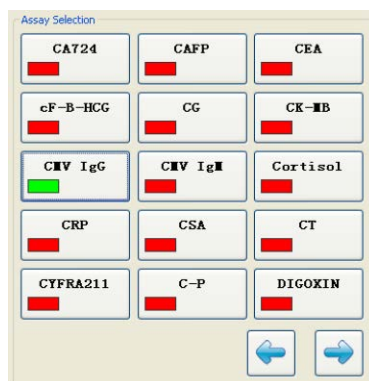 Assay Selection
CA724 CAFP CEA
cF-B-HCG CG CK-MB
CMV IgG CMV IgM Cortisol
CRP CSA CT
CYFRA211 C-P DIGOXIN